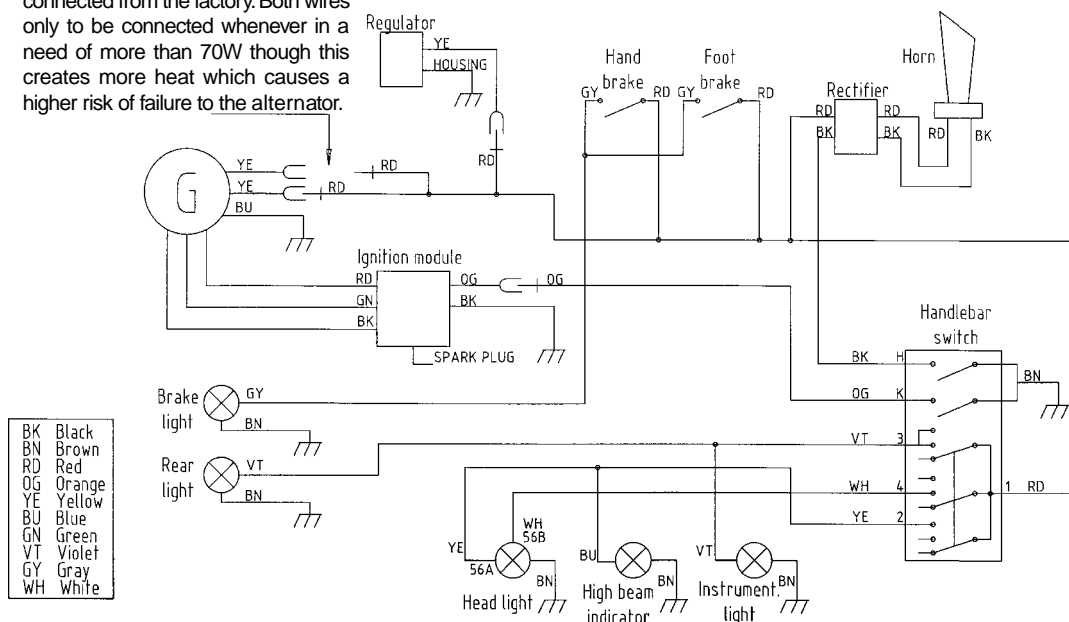 connected from the factory. Both wires
only to be connected whenever in a
need of more than 70W though this
creates more heat which causes a
higher risk of failure to the alternator.
Regulator
YE
HOUSING
RD
Hand
brake
GY
RD
Foot
brake
GY
RD
Rectifier
RD
BK
RD
BK
Horn
RD
BK
G
YE
YE
BU
RD
RD
Ignition module
RD
GN
BK
OG
OG
BK
SPARK PLUG
Handlebar
switch
BK H
OG K
BN
VT 3
WH 4
YE 2
1 RD
Brake
light
GY
BN
Rear
light
VT
BN
BK Black
BN Brown
RD Red
OG Orange
YE Yellow
BU Blue
GN Green
VT Violet
GY Gray
WH White
YE
56A
WH
56B
BN
Head light
BU
BN
High beam
indicator
VT
BN
Instrument.
light